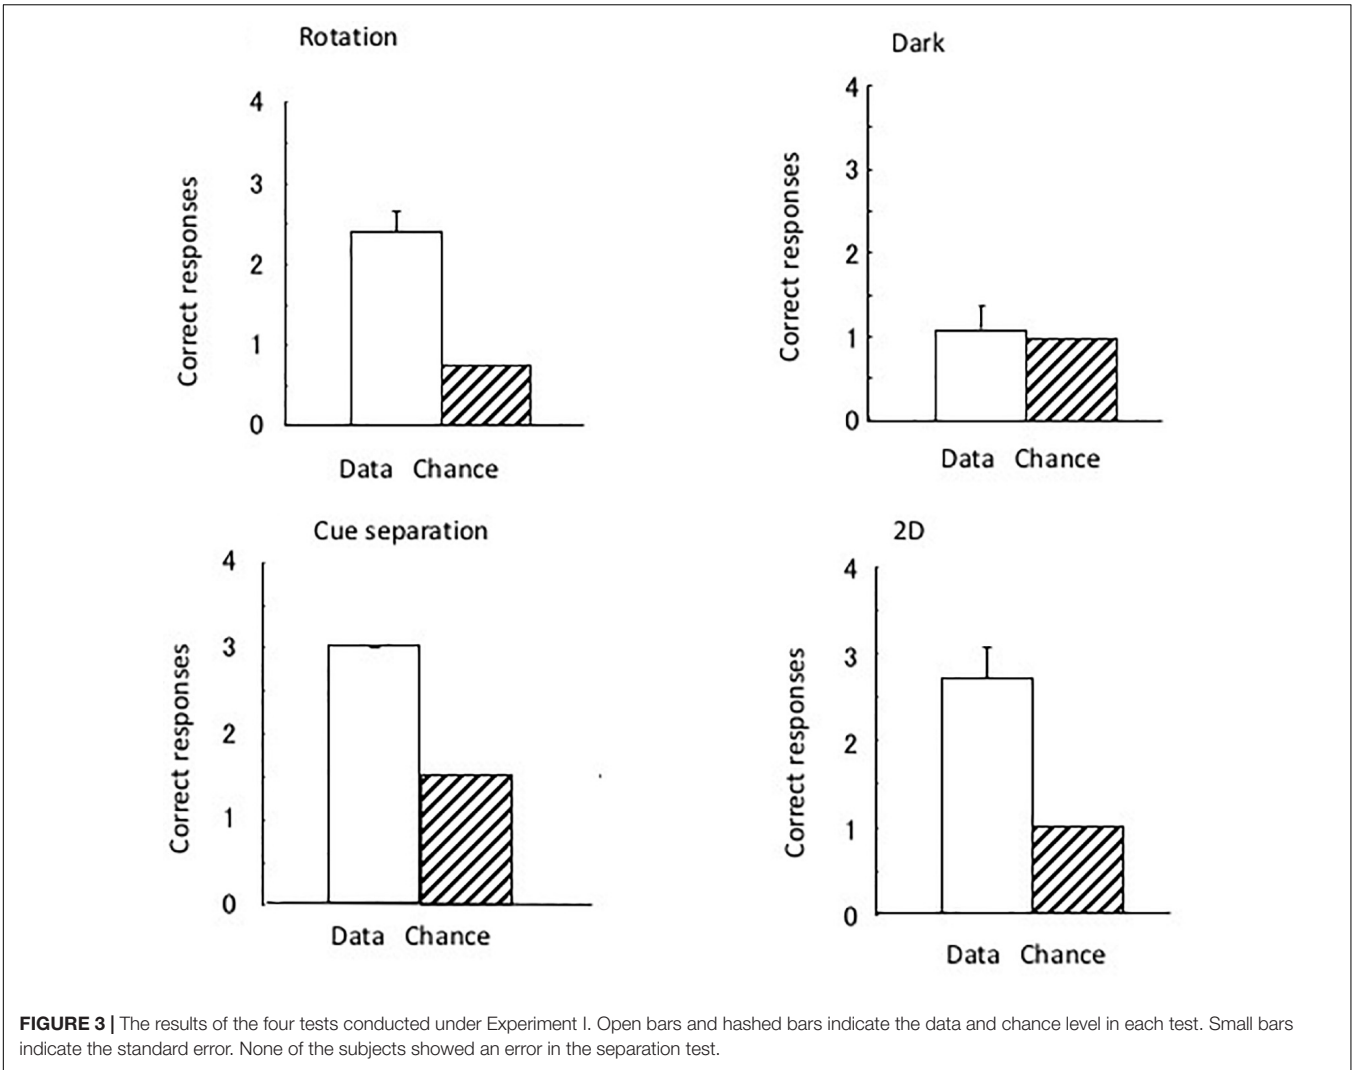 Rotation
4
3
2
1
0
Correct responses
Data Chance
Dark
4
3
2
1
0
Correct responses
Data Chance
Cue separation
4
3
2
1
0
Correct responses
Data Chance
2D
4
3
2
1
0
Correct responses
Data Chance
FIGURE 3 | The results of the four tests conducted under Experiment I. Open bars and hashed bars indicate the data and chance level in each test. Small bars
indicate the standard error. None of the subjects showed an error in the separation test.